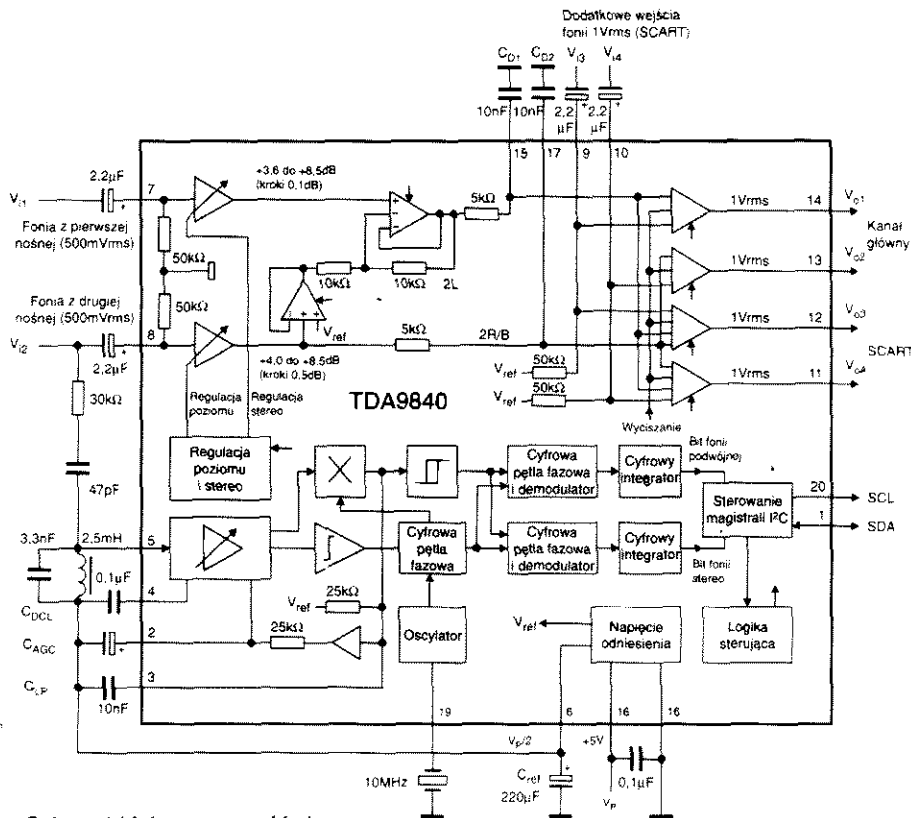 Dodatkowe wejścia
fonii 1Vrms (SCART)
C_D1
C_D2
V_i3
V_i4
10nF
10nF
2,2
µF
2.2
µF
15
17
9
10
V_i1
2.2µF
7
+3.6 do +8,5dB
(kroki 0,1dB)
5kΩ
1Vrms
14
V_o1
Fonia z pierwszej
nośnej (500mVrms)
50kΩ
Kanał
główny
10kΩ
10kΩ
2L
1Vrms
13
V_o2
Fonia z drugiej
nośnej (500mVrms)
50kΩ
V_ref
5kΩ
2R/B
1Vrms
12
V_o3
V_i2
8
2,2µF
+4.0 do +8.5dB
(kroki 0.5dB)
SCART
30kΩ
V_ref
50kΩ
V_ref
50kΩ
1Vrms
11
TDA9840
Regulacja
poziomu
Regulacja
stereo
Wyciszanie
Regulacja
poziomu
i stereo
Bit fonii
podwójnej
47pF
Cyfrowa
pętla fazowa
i demodulator
Cyfrowy
integrator
Sterowanie
magistrali I²C
20
SCL
1
SDA
3.3nF
2,5mH
5
Cyfrowa
pętla
fazowa
Cyfrowa
pętla fazowa
i demodulator
Cyfrowy
integrator
Bit fonii
stereo
0.1µF
4
C_DCL
V_ref
25kΩ
C_AGC
2
25kΩ
Oscylator
V_ref
Napięcie
odniesienia
Logika
sterująca
C_LP
10nF
3
19
6
16
16
V_p/2
+5V
10MHz
C_ref
220µF
0,1µF
V_p